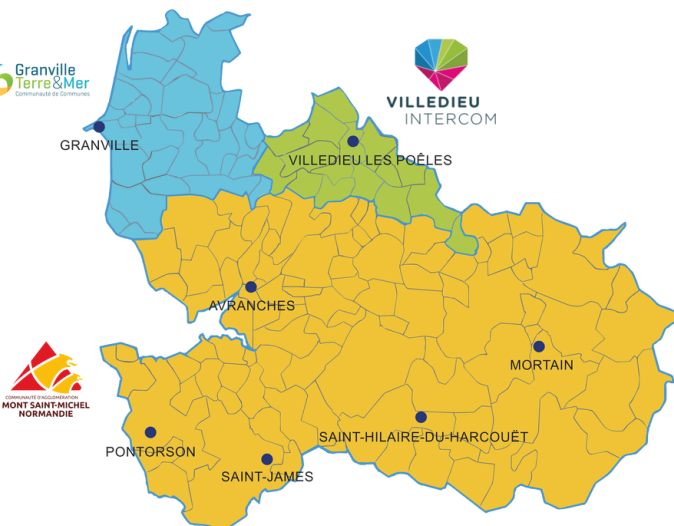 Granville
Terre&Mer
Communauté de Communes
VILLEDIEU
INTERCOM
GRANVILLE
VILLEDIEU LES POÊLES
AVRANCHES
MORTAIN
COMMUNAUTÉ D'AGGLOMÉRATION
MONT SAINT-MICHEL
NORMANDIE
SAINT-HILAIRE-DU-HARCOUËT
PONTORSON
SAINT-JAMES